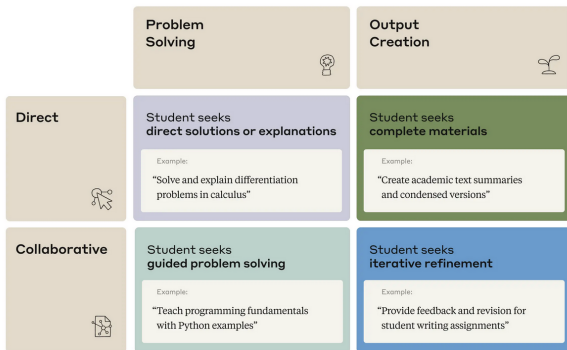 Problem
Solving
Output
Creation
Direct
Student seeks
direct solutions or explanations
Example:
“Solve and explain differentiation
problems in calculus”
Student seeks
complete materials
Example:
“Create academic text summaries
and condensed versions”
Collaborative
Student seeks
guided problem solving
Example:
“Teach programming fundamentals
with Python examples”
Student seeks
iterative refinement
Example:
“Provide feedback and revision for
student writing assignments”